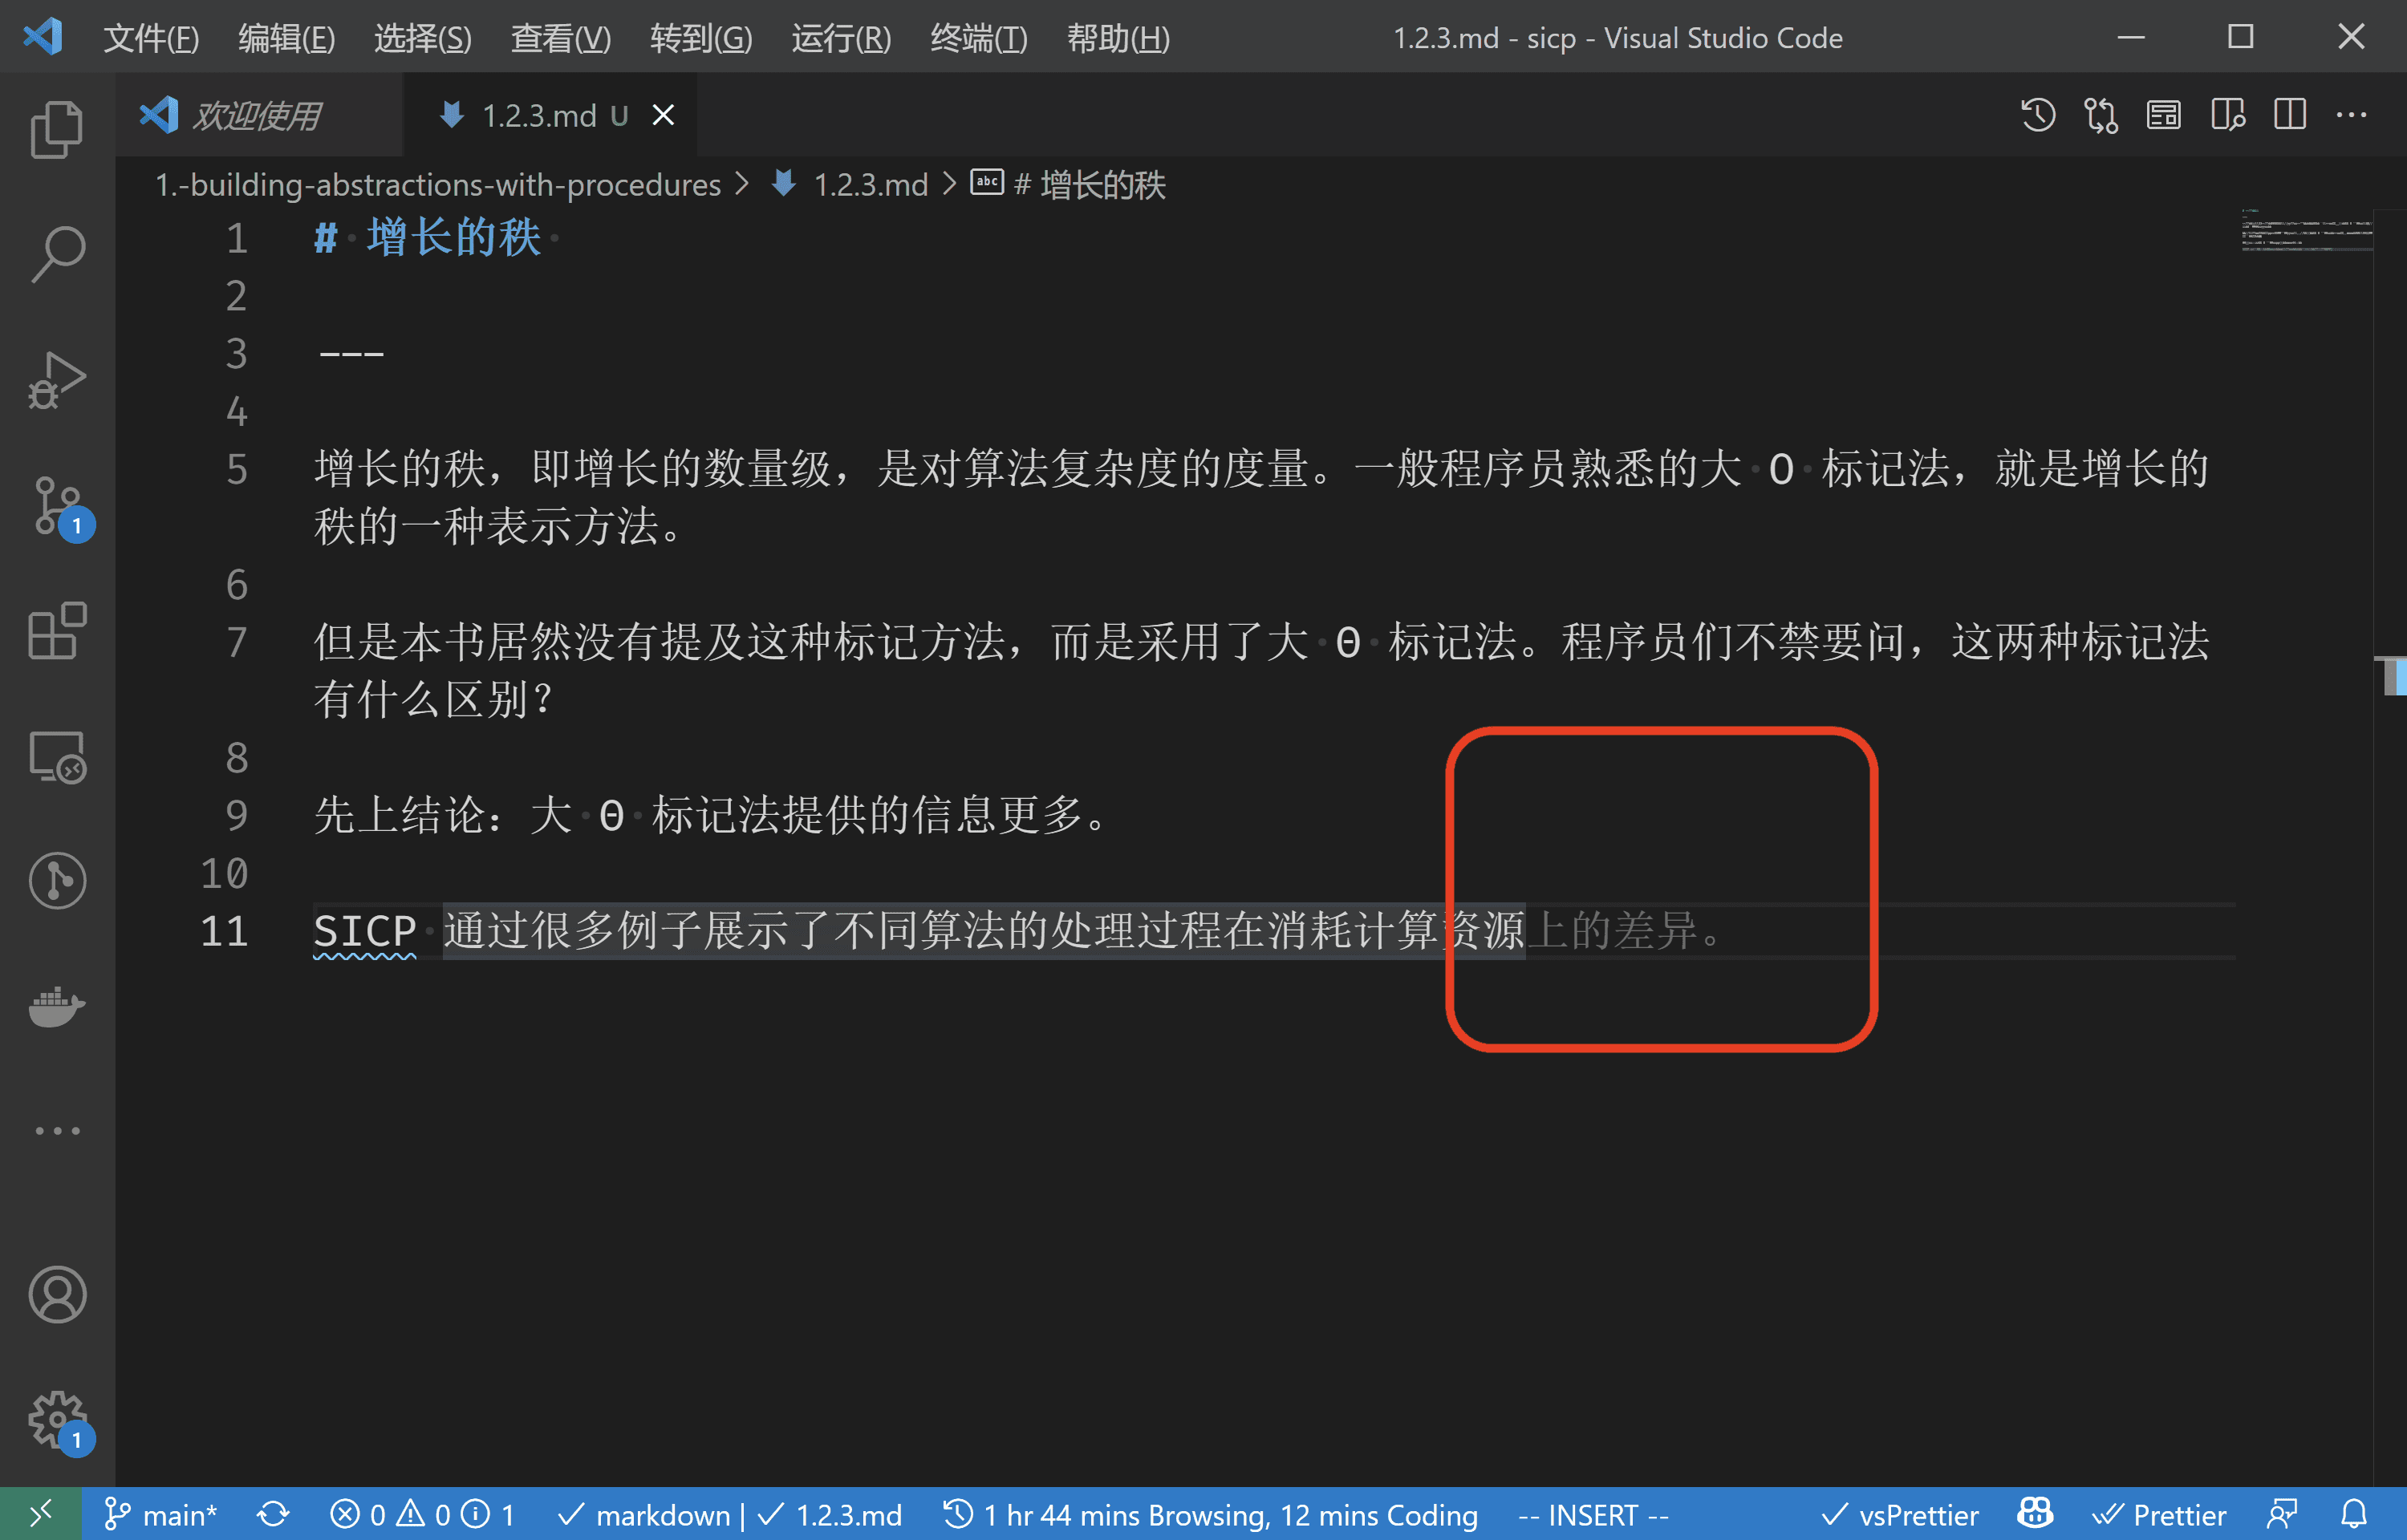 文件(F) 编辑(E) 选择(S) 查看(V) 转到(G) 运行(R) 终端(T) 帮助(H) 1.2.3.md - sicp - Visual Studio Code
欢迎使用 1.2.3.md U
1.-building-abstractions-with-procedures > 1.2.3.md > abc # 增长的秩
1 # 增长的秩
2
3 ---
4
5 增长的秩，即增长的数量级，是对算法复杂度的度量。一般程序员熟悉的大 O 标记法，就是增长的
秩的一种表示方法。
6
7 但是本书居然没有提及这种标记方法，而是采用了大 Θ 标记法。程序员们不禁要问，这两种标记法
有什么区别？
8
9 先上结论：大 Θ 标记法提供的信息更多。
10
11 SICP 通过很多例子展示了不同算法的处理过程在消耗计算资源上的差异。
1
1
main* 0 0 1 markdown | 1.2.3.md 1 hr 44 mins Browsing, 12 mins Coding -- INSERT -- vsPrettier Prettier